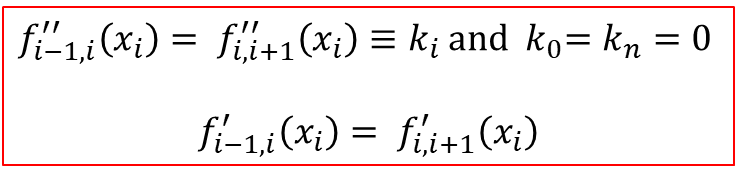 f''_{i-1,i}(x_i) = f''_{i,i+1}(x_i) ≡ k_i and k_0 = k_n = 0
f'_{i-1,i}(x_i) = f'_{i,i+1}(x_i)